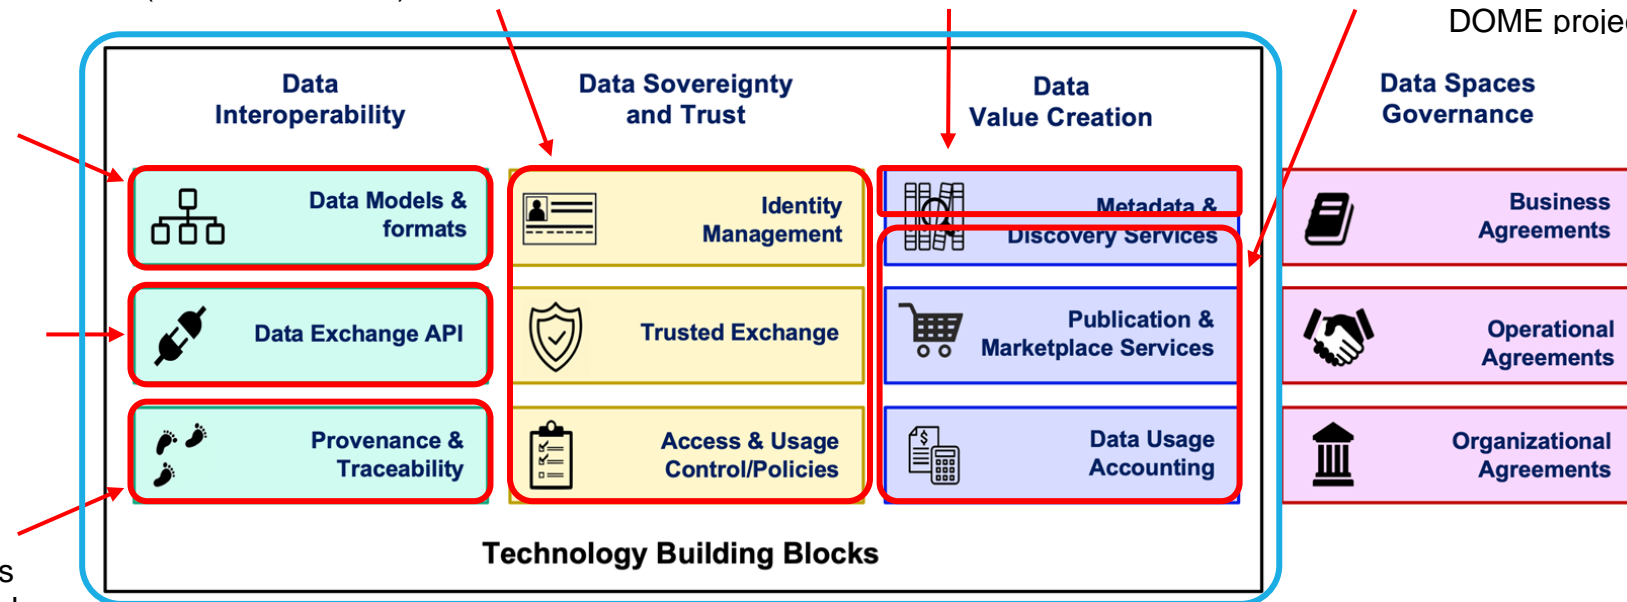 DOME
Data
Interoperability
Data Sovereignty
and Trust
Data
Value Creation
Data Spaces
Governance
Data Models &
formats
Identity
Management
Metadata &
Discovery Services
Business
Agreements
Data Exchange API
Trusted Exchange
Publication &
Marketplace Services
Operational
Agreements
Provenance &
Traceability
Access & Usage
Control/Policies
Data Usage
Accounting
Organizational
Agreements
Technology Building Blocks